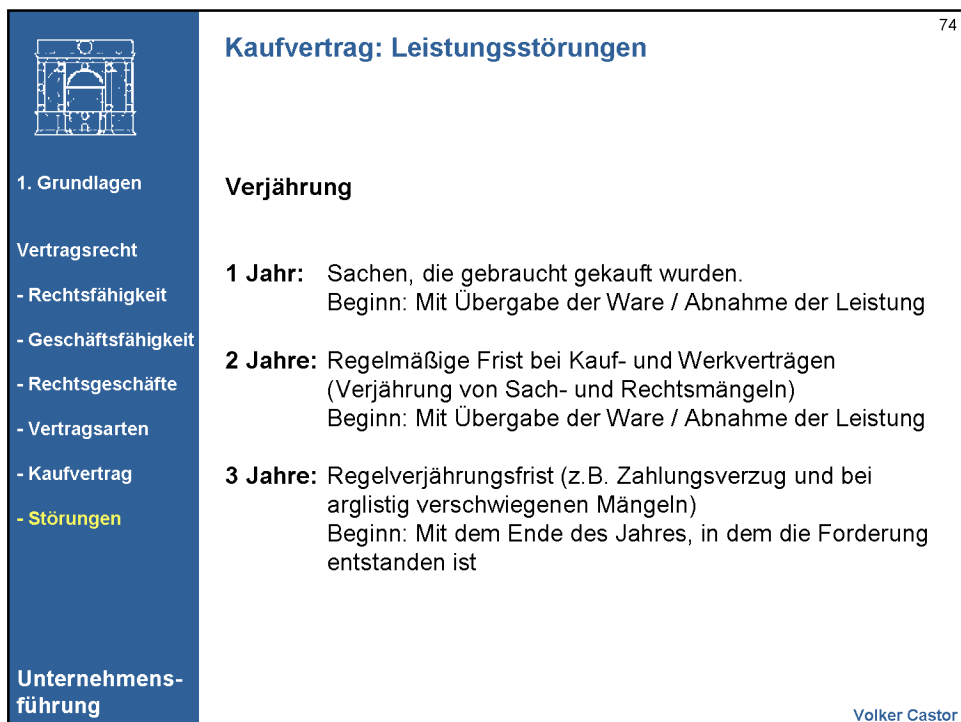 74
Kaufvertrag: Leistungsstörungen
1. Grundlagen
Vertragsrecht
- Rechtsfähigkeit
- Geschäftsfähigkeit
- Rechtsgeschäfte
- Vertragsarten
- Kaufvertrag
- Störungen
Unternehmens-
führung
Verjährung
1 Jahr: Sachen, die gebraucht gekauft wurden.
Beginn: Mit Übergabe der Ware / Abnahme der Leistung
2 Jahre: Regelmäßige Frist bei Kauf- und Werkverträgen
(Verjährung von Sach- und Rechtsmängeln)
Beginn: Mit Übergabe der Ware / Abnahme der Leistung
3 Jahre: Regelverjährungsfrist (z.B. Zahlungsverzug und bei
arglistig verschwiegenen Mängeln)
Beginn: Mit dem Ende des Jahres, in dem die Forderung
entstanden ist
Volker Castor